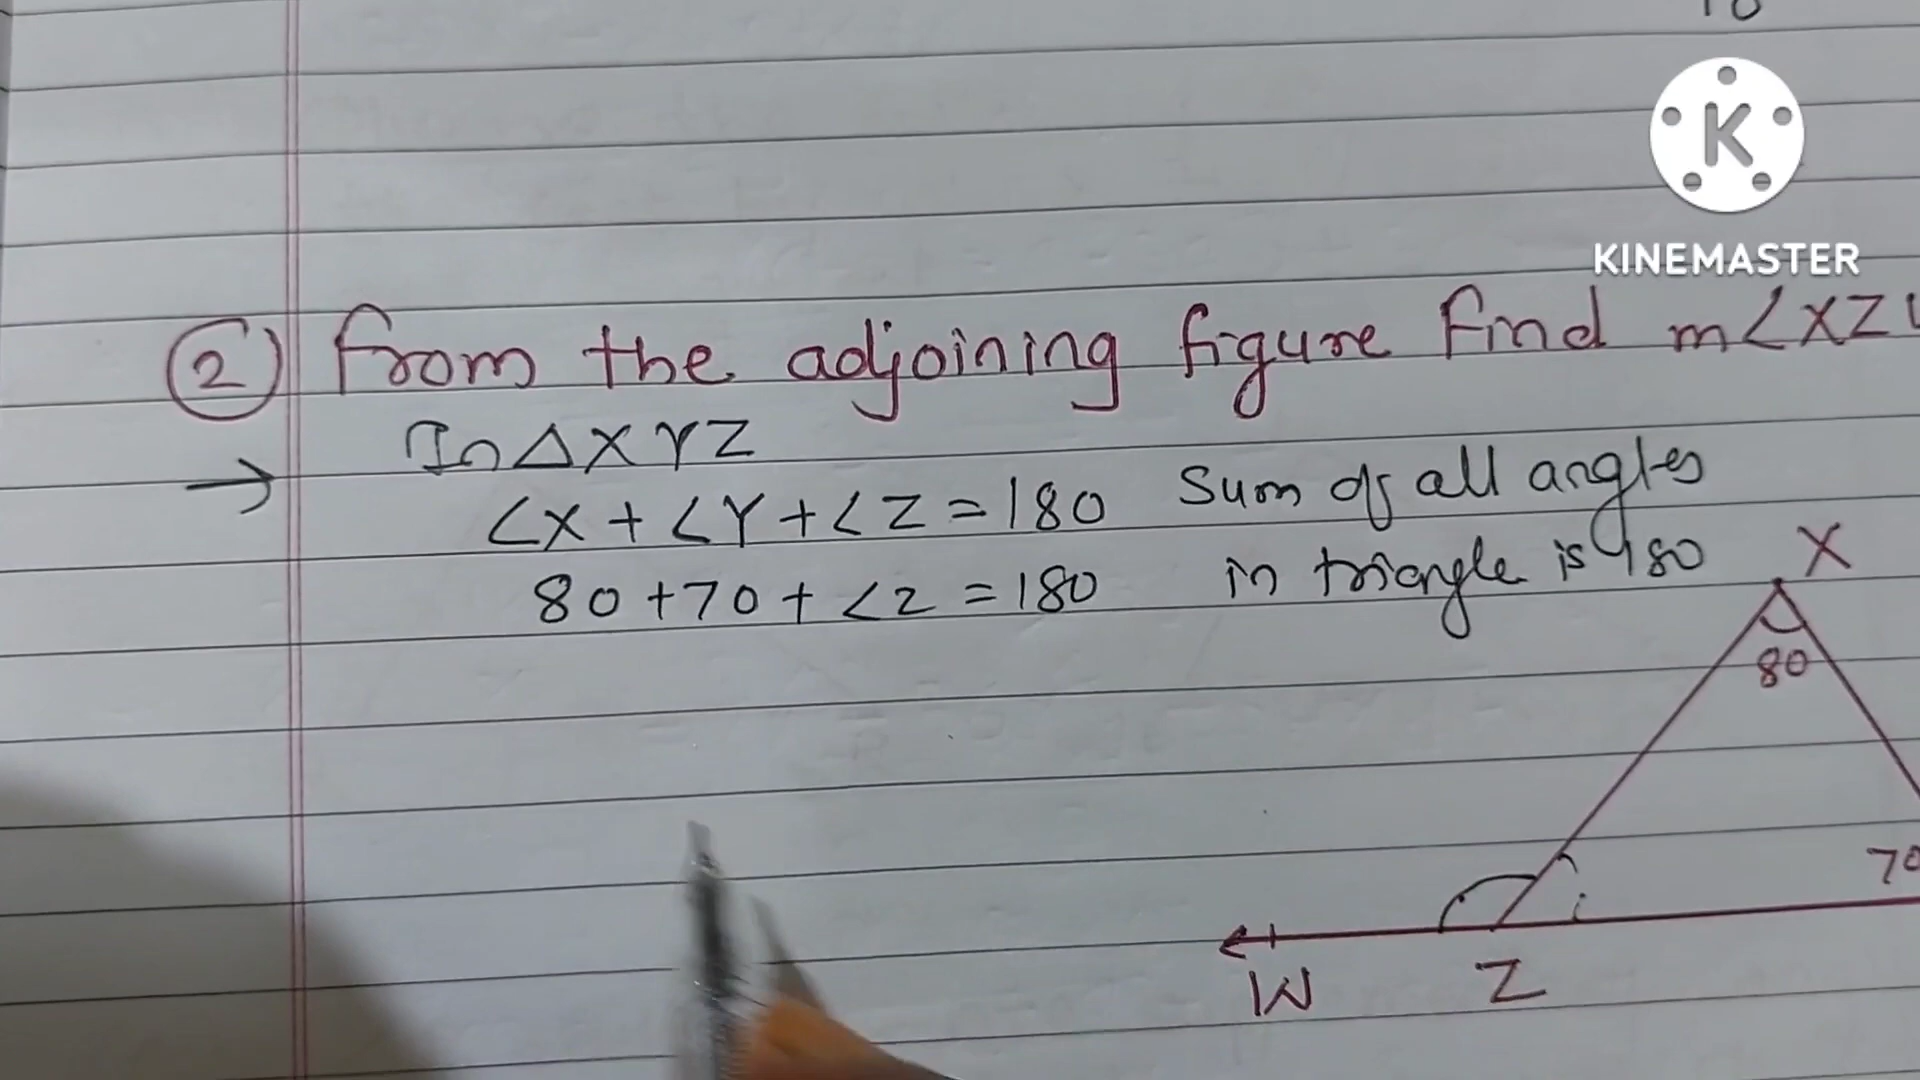 KINEMASTER
② From the adjoining figure find m∠XZ
→ In △XYZ
∠X + ∠Y + ∠Z = 180 Sum of all angles
80 + 70 + ∠Z = 180 in triangle is 180
X
80
70
W Z